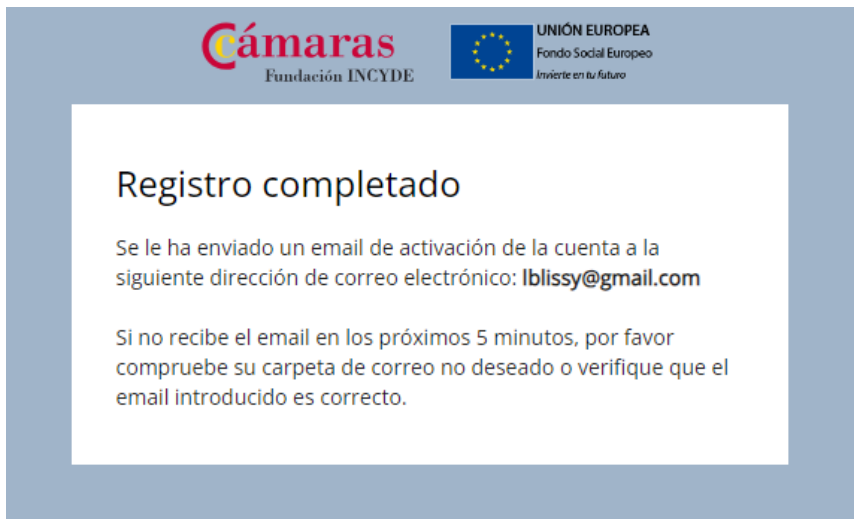 Cámaras
Fundación INCYDE
UNIÓN EUROPEA
Fondo Social Europeo
Invierte en tu futuro
Registro completado
Se le ha enviado un email de activación de la cuenta a la
siguiente dirección de correo electrónico: lblissy@gmail.com
Si no recibe el email en los próximos 5 minutos, por favor
compruebe su carpeta de correo no deseado o verifique que el
email introducido es correcto.